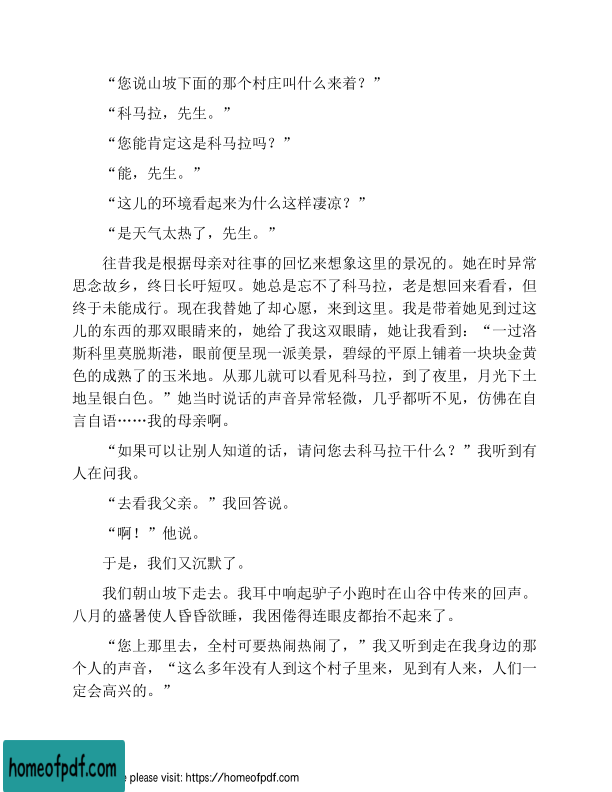 “您说山坡下面的那个村庄叫什么来着？”
“科马拉，先生。”
“您能肯定这是科马拉吗？”
“能，先生。”
“这儿的环境看起来为什么这样凄凉？”
“是天气太热了，先生。”
往昔我是根据母亲对往事的回忆来想象这里的景况的。她在时异常
思念故乡，终日长吁短叹。她总是忘不了科马拉，老是想回来看看，但
终于未能成行。现在我替她了却心愿，来到这里。我是带着她见到过这
儿的东西的那双眼睛来的，她给了我这双眼睛，她让我看到：“一过洛
斯科里莫脱斯港，眼前便呈现一派美景，碧绿的平原上铺着一块块金黄
色的成熟了的玉米地。从那儿就可以看见科马拉，到了夜里，月光下土
地呈银白色。”她当时说话的声音异常轻微，几乎都听不见，仿佛在自
言自语……我的母亲啊。
“如果可以让别人知道的话，请问您去科马拉干什么？”我听到有
人在问我。
“去看我父亲。”我回答说。
“啊！”他说。
于是，我们又沉默了。
我们朝山坡下走去。我耳中响起驴子小跑时在山谷中传来的回声。
八月的盛暑使人昏昏欲睡，我困倦得连眼皮都抬不起来了。
“您上那里去，全村可要热闹热闹了，”我又听到走在我身边的那
个人的声音，“这么多年没有人到这个村子里来，见到有人来，人们一
定会高兴的。”
homeofpdf.com
e please visit: https://homeofpdf.com